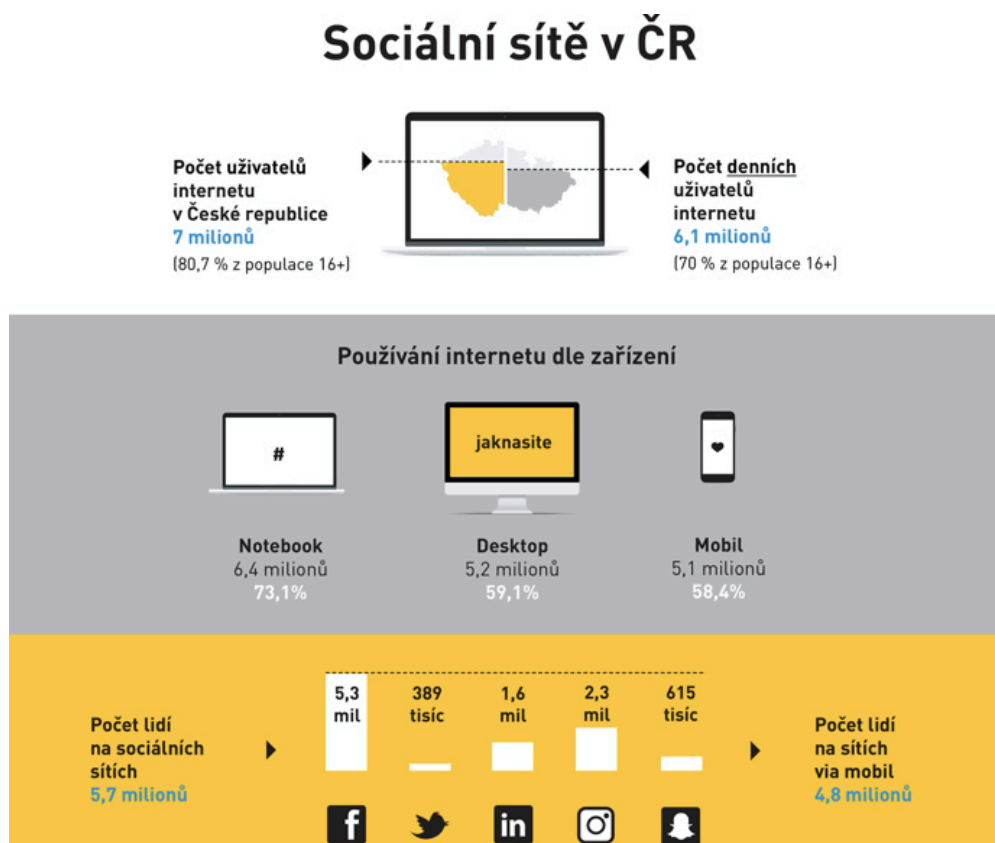 Sociální sítě v ČR
Počet uživatelů
internetu
v České republice
7 milionů
(80,7 % z populace 16+)
Počet denních
uživatelů
internetu
6,1 milionů
(70 % z populace 16+)
Používání internetu dle zařízení
#
jaknasite
Notebook
6,4 milionů
73,1%
Desktop
5,2 milionů
59,1%
Mobil
5,1 milionů
58,4%
Počet lidí
na sociálních
sítích
5,7 milionů
5,3
mil
389
tisíc
1,6
mil
2,3
mil
615
tisíc
f
in
Počet lidí
na sítích
via mobil
4,8 milionů